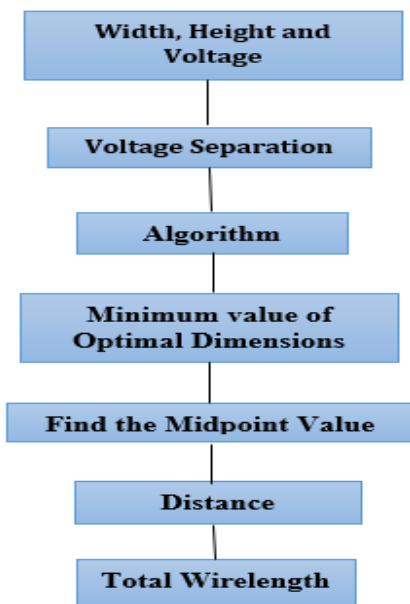 Width, Height and
Voltage
Voltage Separation
Algorithm
Minimum value of
Optimal Dimensions
Find the Midpoint Value
Distance
Total Wirelength